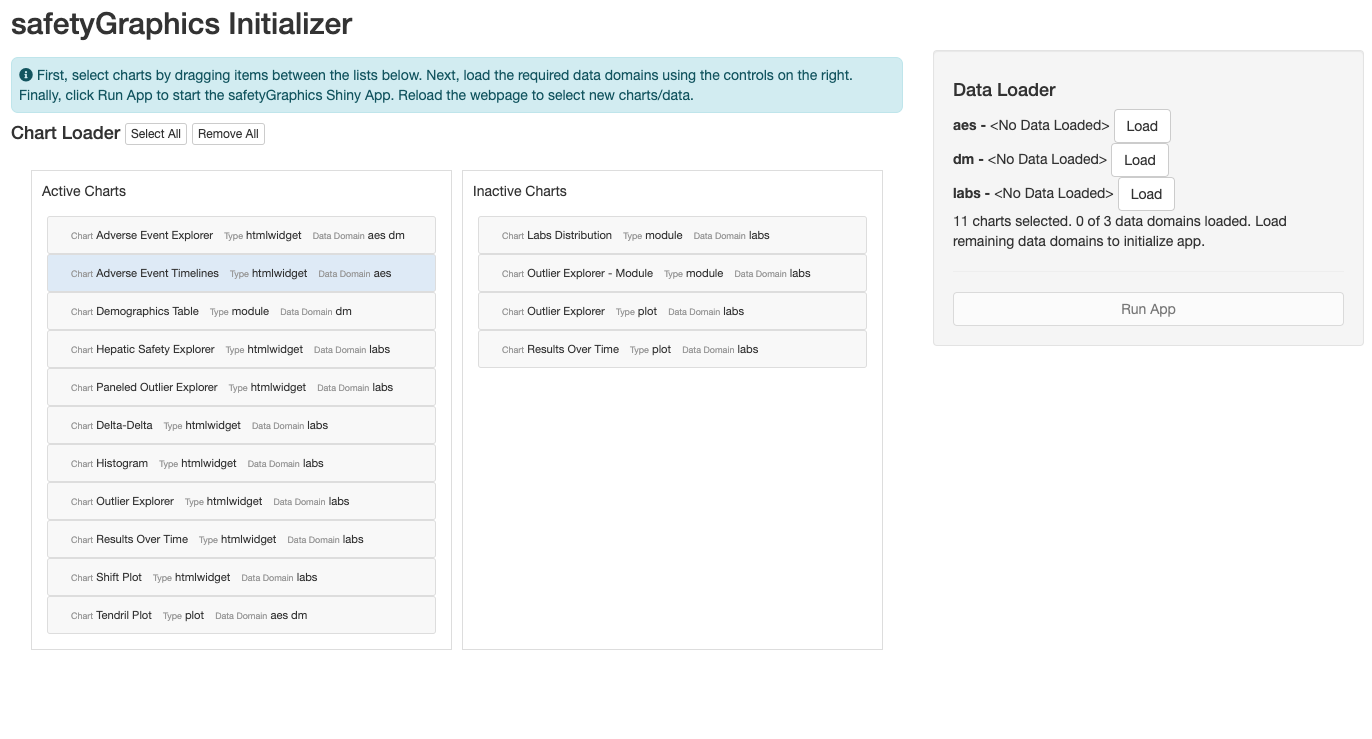 safetyGraphics Initializer
First, select charts by dragging items between the lists below. Next, load the required data domains using the controls on the right.
Finally, click Run App to start the safetyGraphics Shiny App. Reload the webpage to select new charts/data.
Chart Loader Select All Remove All
Active Charts
Chart Adverse Event Explorer Type htmlwidget Data Domain aes dm
Chart Adverse Event Timelines Type htmlwidget Data Domain aes
Chart Demographics Table Type module Data Domain dm
Chart Hepatic Safety Explorer Type htmlwidget Data Domain labs
Chart Paneled Outlier Explorer Type htmlwidget Data Domain labs
Chart Delta-Delta Type htmlwidget Data Domain labs
Chart Histogram Type htmlwidget Data Domain labs
Chart Outlier Explorer Type htmlwidget Data Domain labs
Chart Results Over Time Type htmlwidget Data Domain labs
Chart Shift Plot Type htmlwidget Data Domain labs
Chart Tendril Plot Type plot Data Domain aes dm
Inactive Charts
Chart Labs Distribution Type module Data Domain labs
Chart Outlier Explorer - Module Type module Data Domain labs
Chart Outlier Explorer Type plot Data Domain labs
Chart Results Over Time Type plot Data Domain labs
Data Loader
aes - <No Data Loaded> Load
dm - <No Data Loaded> Load
labs - <No Data Loaded> Load
11 charts selected. 0 of 3 data domains loaded. Load
remaining data domains to initialize app.
Run App